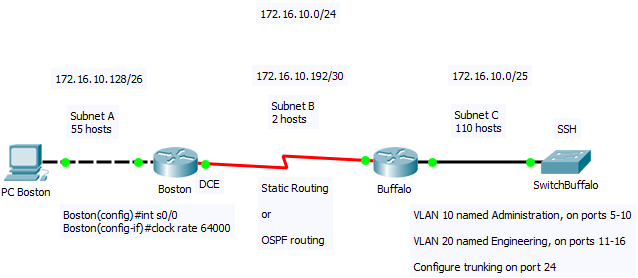 172.16.10.0/24
172.16.10.128/26
172.16.10.192/30
172.16.10.0/25
Subnet A
55 hosts
Subnet B
2 hosts
Subnet C
110 hosts
SSH
PC Boston
Boston
DCE
Buffalo
SwitchBuffalo
Boston(config)#int s0/0
Boston(config-if)#clock rate 64000
Static Routing
or
OSPF routing
VLAN 10 named Administration, on ports 5-10
VLAN 20 named Engineering, on ports 11-16
Configure trunking on port 24